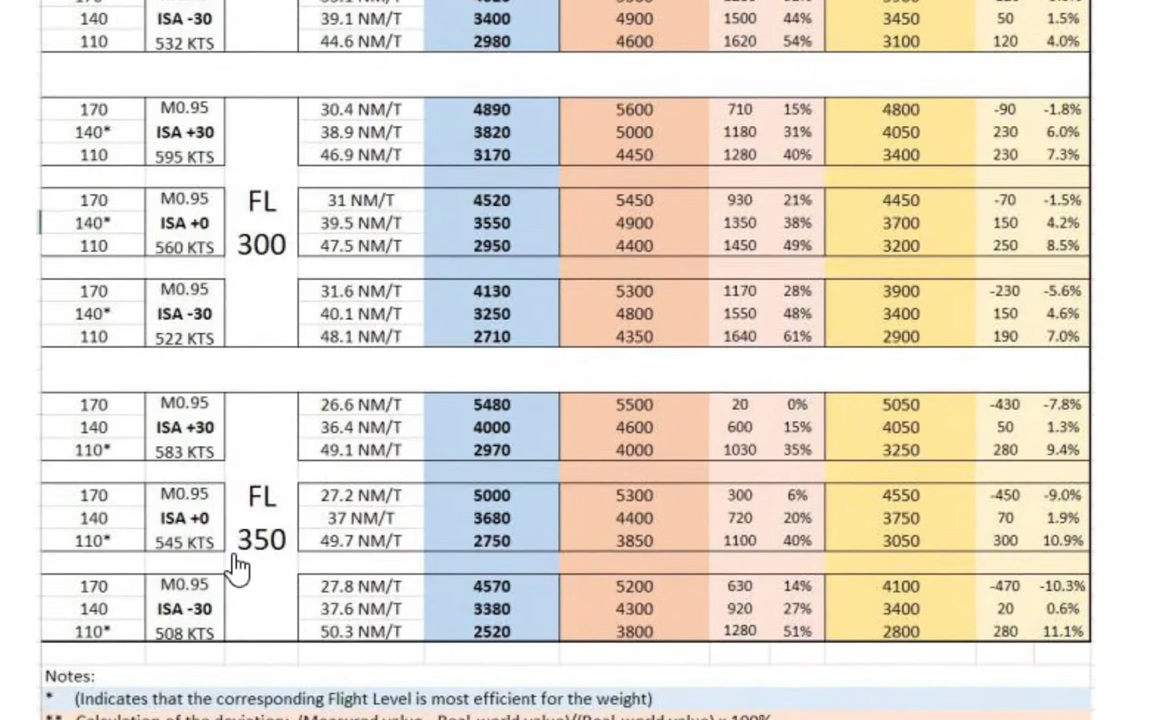 140 ISA -30 39.1 NM/T 3400 4900 1500 44% 3450 50 1.5%
110 532 KTS 44.6 NM/T 2980 4600 1620 54% 3100 120 4.0%
170 M0.95 30.4 NM/T 4890 5600 710 15% 4800 -90 -1.8%
140* ISA +30 38.9 NM/T 3820 5000 1180 31% 4050 230 6.0%
110 595 KTS 46.9 NM/T 3170 4450 1280 40% 3400 230 7.3%
170 M0.95 FL 31 NM/T 4520 5450 930 21% 4450 -70 -1.5%
140* ISA +0 39.5 NM/T 3550 4900 1350 38% 3700 150 4.2%
110 560 KTS 300 47.5 NM/T 2950 4400 1450 49% 3200 250 8.5%
170 M0.95 31.6 NM/T 4130 5300 1170 28% 3900 -230 -5.6%
140* ISA -30 40.1 NM/T 3250 4800 1550 48% 3400 150 4.6%
110 522 KTS 48.1 NM/T 2710 4350 1640 61% 2900 190 7.0%
170 M0.95 26.6 NM/T 5480 5500 20 0% 5050 -430 -7.8%
140 ISA +30 36.4 NM/T 4000 4600 600 15% 4050 50 1.3%
110* 583 KTS 49.1 NM/T 2970 4000 1030 35% 3250 280 9.4%
170 M0.95 FL 27.2 NM/T 5000 5300 300 6% 4550 -450 -9.0%
140 ISA +0 37 NM/T 3680 4400 720 20% 3750 70 1.9%
110* 545 KTS 350 49.7 NM/T 2750 3850 1100 40% 3050 300 10.9%
170 M0.95 27.8 NM/T 4570 5200 630 14% 4100 -470 -10.3%
140 ISA -30 37.6 NM/T 3380 4300 920 27% 3400 20 0.6%
110* 508 KTS 50.3 NM/T 2520 3800 1280 51% 2800 280 11.1%
Notes:
* (Indicates that the corresponding Flight Level is most efficient for the weight)
** Calculation of the deviation: (Measured value - Real-world value)/(Real-world value) x 100%